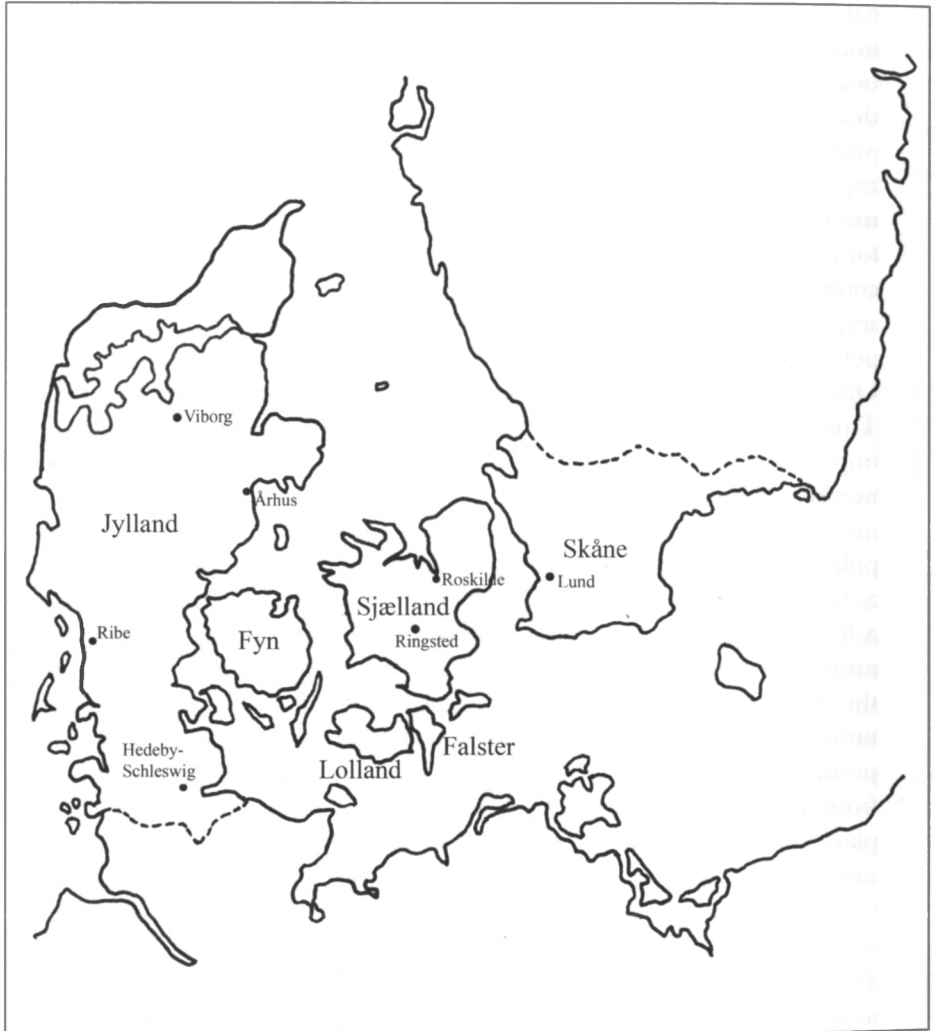 Viborg
Århus
Jylland
Skåne
Roskilde
Lund
Sjælland
Ribe
Fyn
Ringsted
Hedeby-
Schleswig
Falster
Lolland